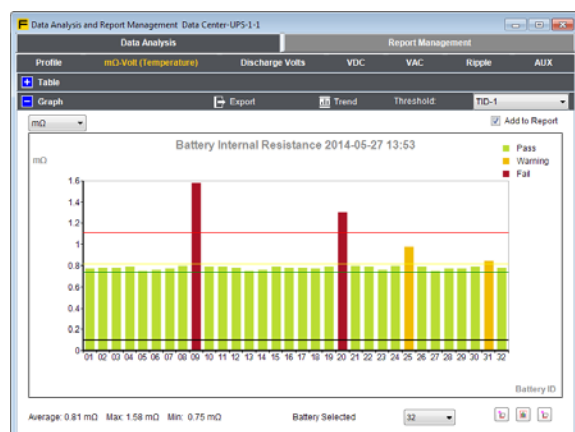 Data Analysis and Report Management Data Center-UPS-1-1
Data Analysis Report Management
Profile mΩ-Volt (Temperature) Discharge Volts VDC VAC Ripple AUX
Table
Graph Export Trend Threshold: TID-1
mΩ Add to Report
Battery Internal Resistance 2014-05-27 13:53
mΩ
Pass
Warning
Fail
1.6
1.4
1.2
1
0.8
0.6
0.4
0.2
0
01 02 03 04 05 06 07 08 09 10 11 12 13 14 15 16 17 18 19 20 21 22 23 24 25 26 27 28 29 30 31 32
Battery ID
Average: 0.81 mΩ Max: 1.58 mΩ Min: 0.75 mΩ Battery Selected 32